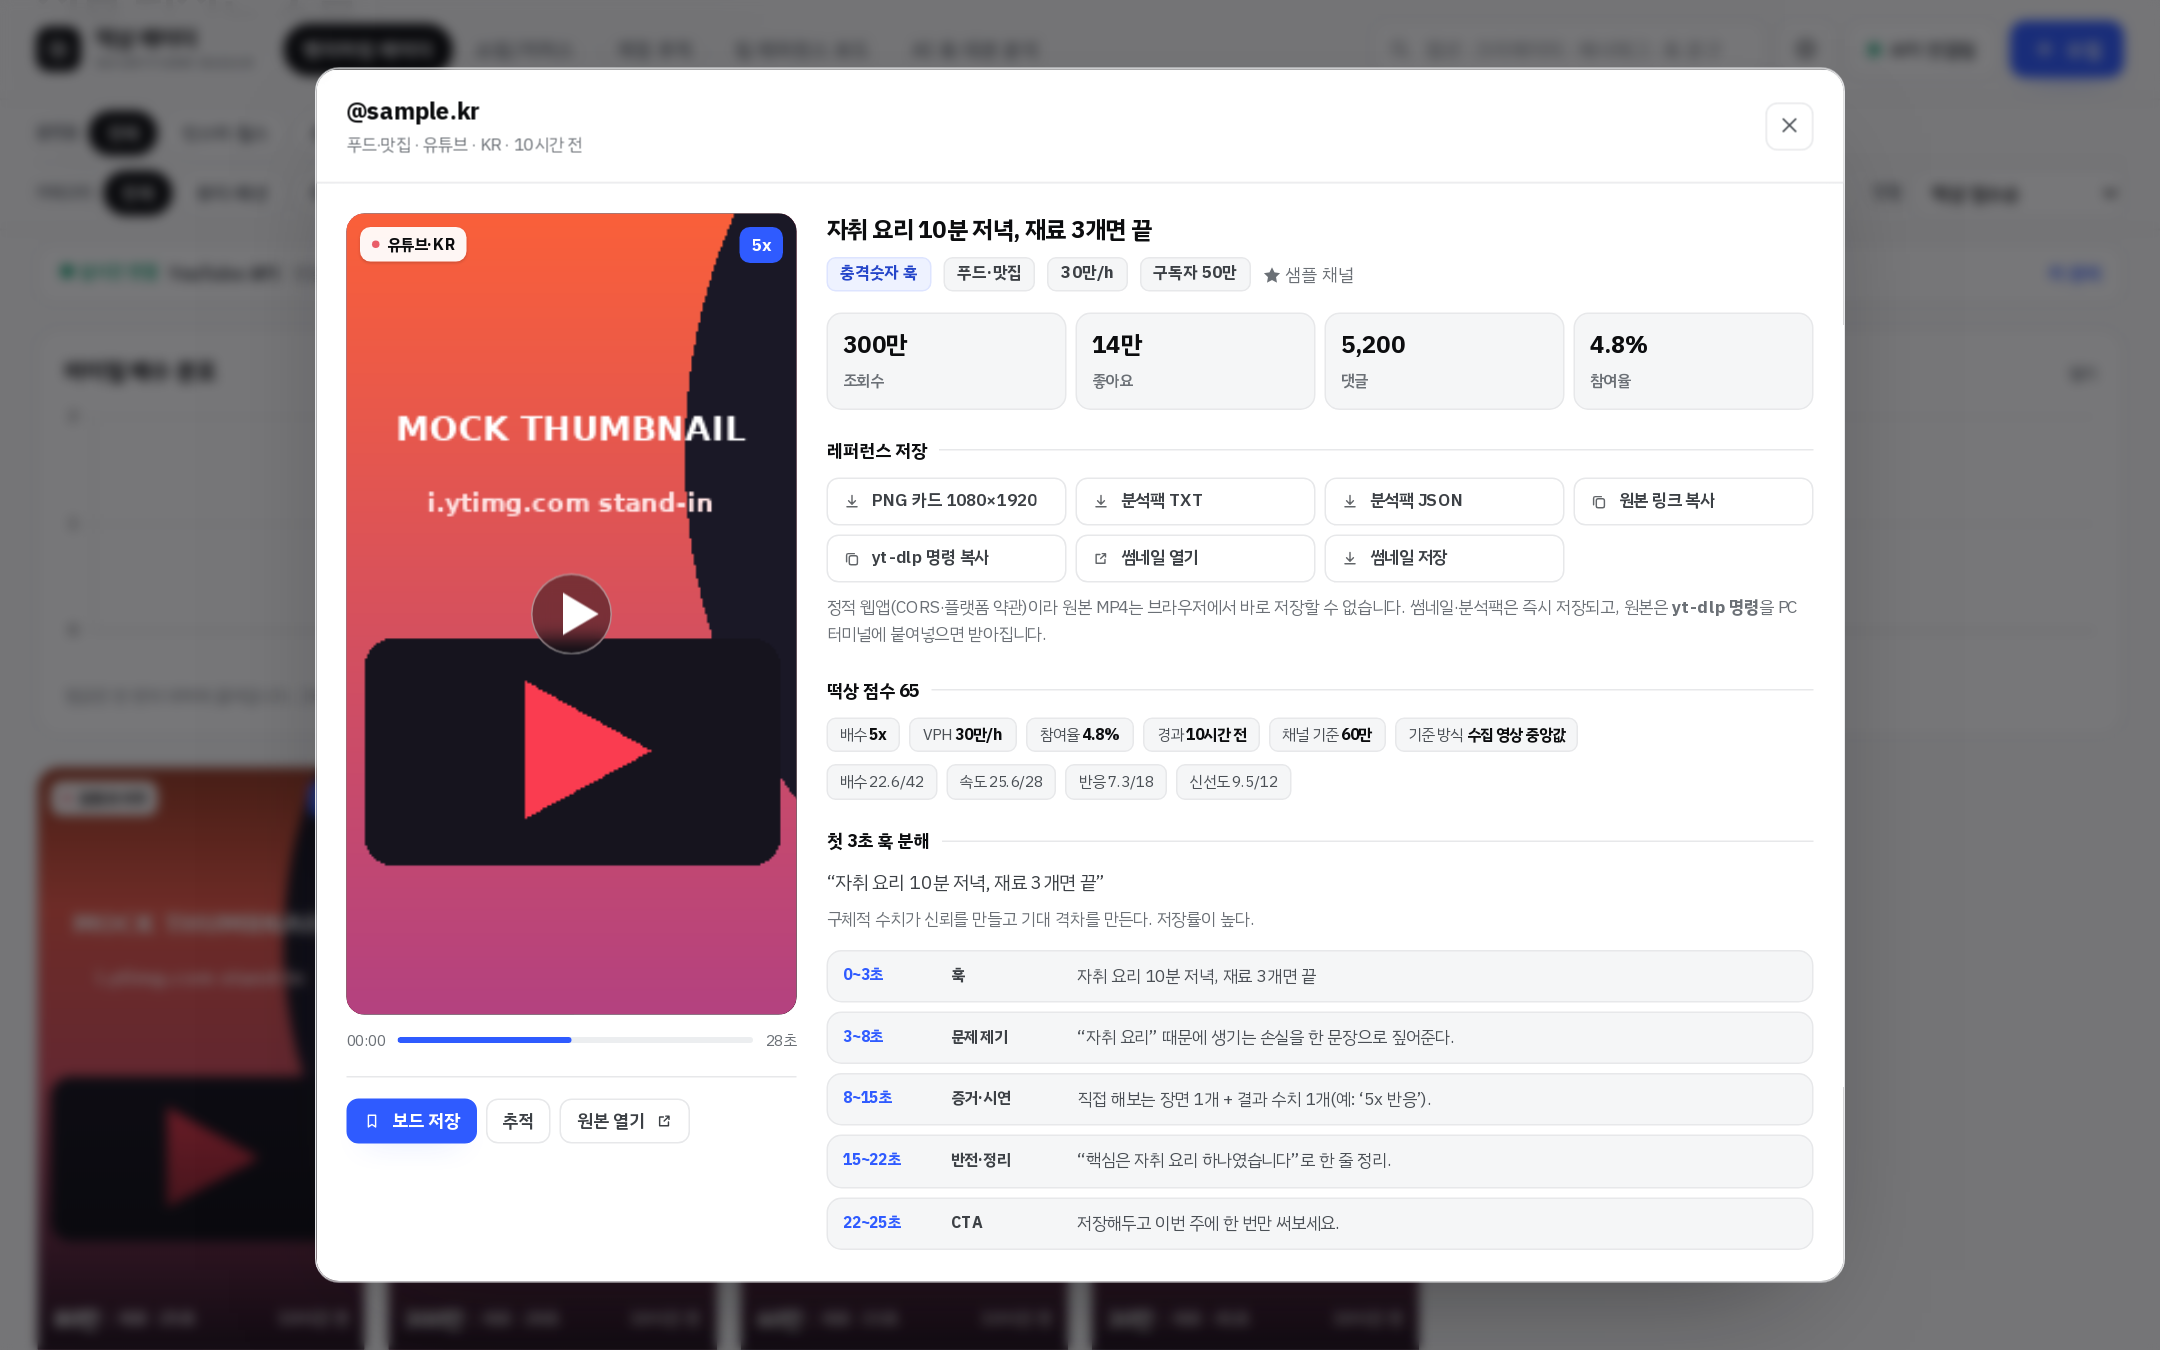 @sample.kr
푸드·맛집 · 유튜브 · KR · 10시간 전
유튜브·KR
5x
MOCK THUMBNAIL
i.ytimg.com stand-in
00:00
28초
보드 저장
추적
원본 열기
자취 요리 10분 저녁, 재료 3개면 끝
충격숫자 훅
푸드·맛집
30만/h
구독자 50만
★ 샘플 채널
300만
조회수
14만
좋아요
5,200
댓글
4.8%
참여율
레퍼런스 저장
PNG 카드 1080×1920
분석팩 TXT
분석팩 JSON
원본 링크 복사
yt-dlp 명령 복사
썸네일 열기
썸네일 저장
정적 웹앱(CORS·플랫폼 약관)이라 원본 MP4는 브라우저에서 바로 저장할 수 없습니다. 썸네일·분석팩은 즉시 저장되고, 원본은 yt-dlp 명령을 PC
터미널에 붙여넣으면 받아집니다.
떡상 점수 65
배수 5x
VPH 30만/h
참여율 4.8%
경과 10시간 전
채널 기준 60만
기준 방식 수집 영상 중앙값
배수 22.6/42
속도 25.6/28
반응 7.3/18
신선도 9.5/12
첫 3초 훅 분해
“자취 요리 10분 저녁, 재료 3개면 끝”
구체적 수치가 신뢰를 만들고 기대 격차를 만든다. 저장률이 높다.
0~3초
훅
자취 요리 10분 저녁, 재료 3개면 끝
3~8초
문제 제기
“자취 요리” 때문에 생기는 손실을 한 문장으로 짚어준다.
8~15초
증거·시연
직접 해보는 장면 1개 + 결과 수치 1개(예: ‘5x 반응’).
15~22초
반전·정리
“핵심은 자취 요리 하나였습니다”로 한 줄 정리.
22~25초
CTA
저장해두고 이번 주에 한 번만 써보세요.